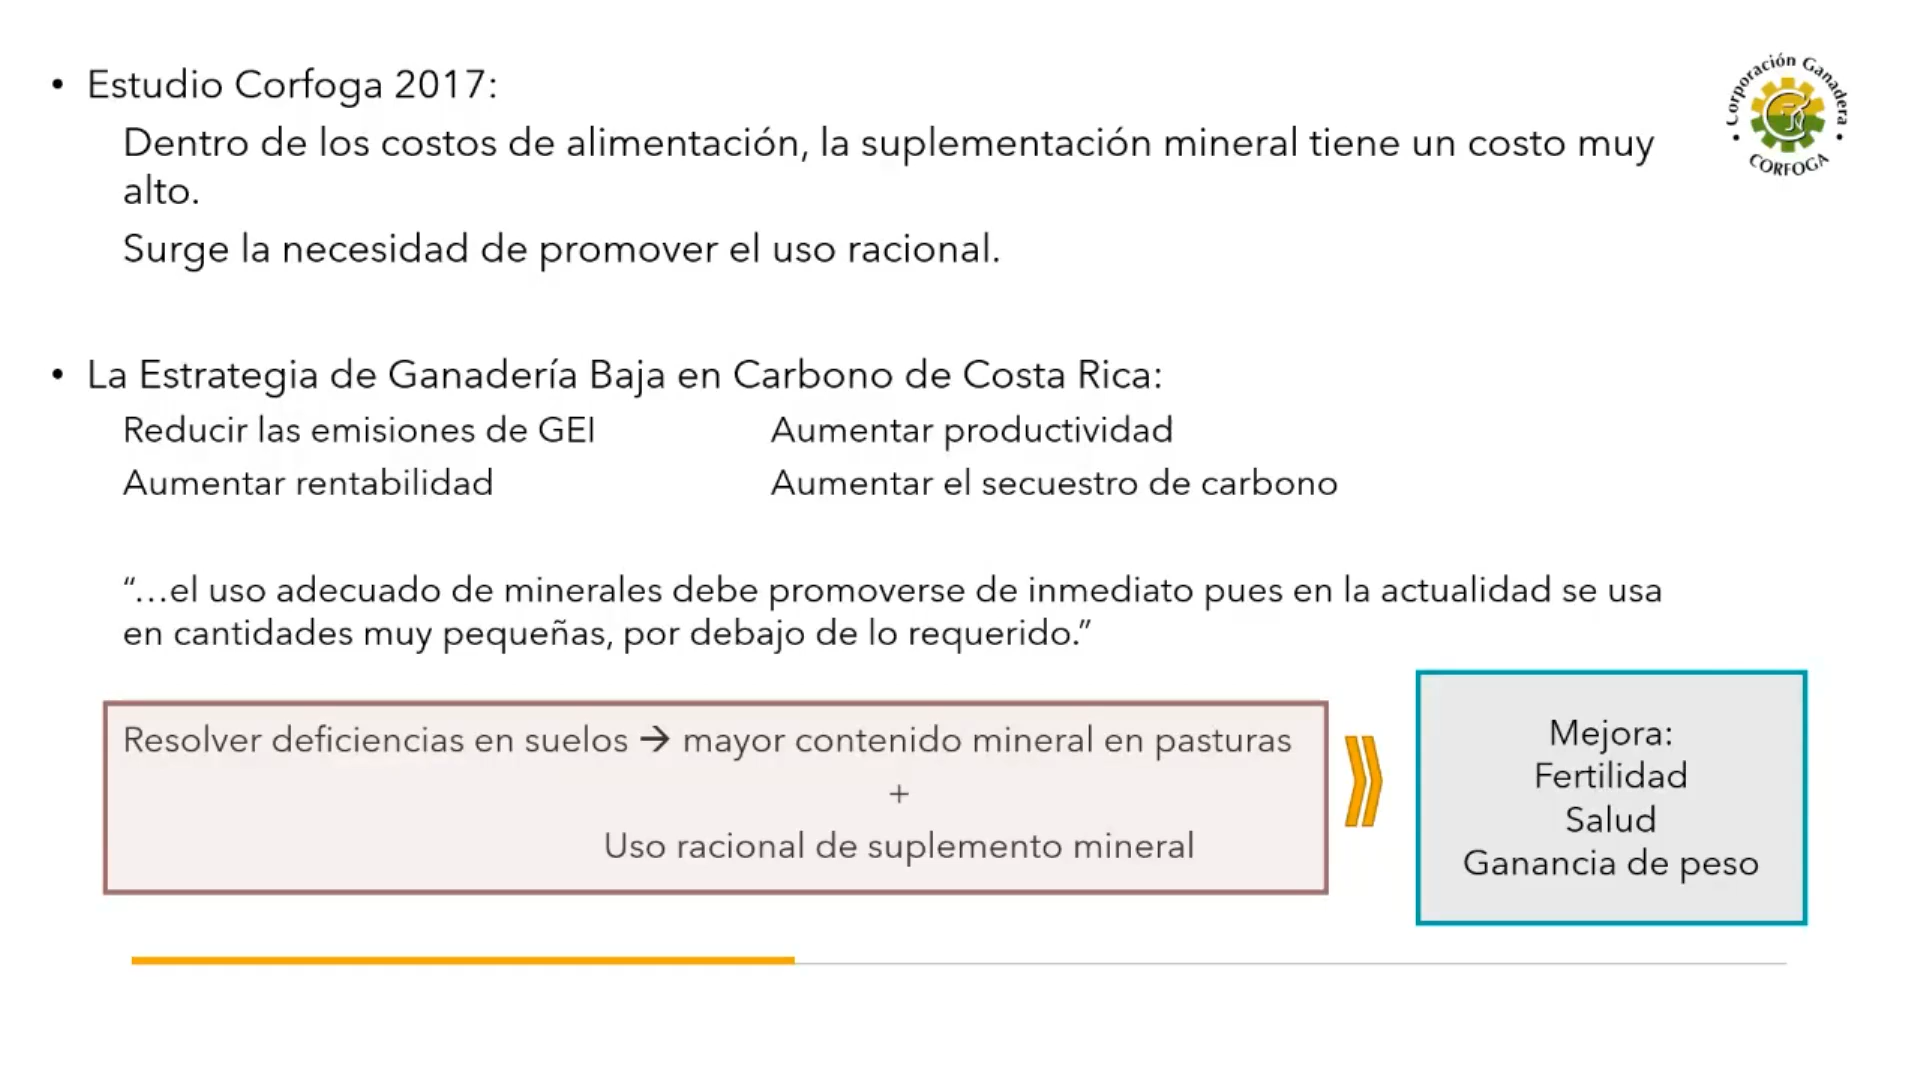 • Estudio Corfoga 2017:
Dentro de los costos de alimentación, la suplementación mineral tiene un costo muy
alto.
Surge la necesidad de promover el uso racional.
Corporación Ganadera
• CORFOGA •
• La Estrategia de Ganadería Baja en Carbono de Costa Rica:
Reducir las emisiones de GEI Aumentar productividad
Aumentar rentabilidad Aumentar el secuestro de carbono
“…el uso adecuado de minerales debe promoverse de inmediato pues en la actualidad se usa
en cantidades muy pequeñas, por debajo de lo requerido.”
Resolver deficiencias en suelos → mayor contenido mineral en pasturas
+
Uso racional de suplemento mineral
Mejora:
Fertilidad
Salud
Ganancia de peso